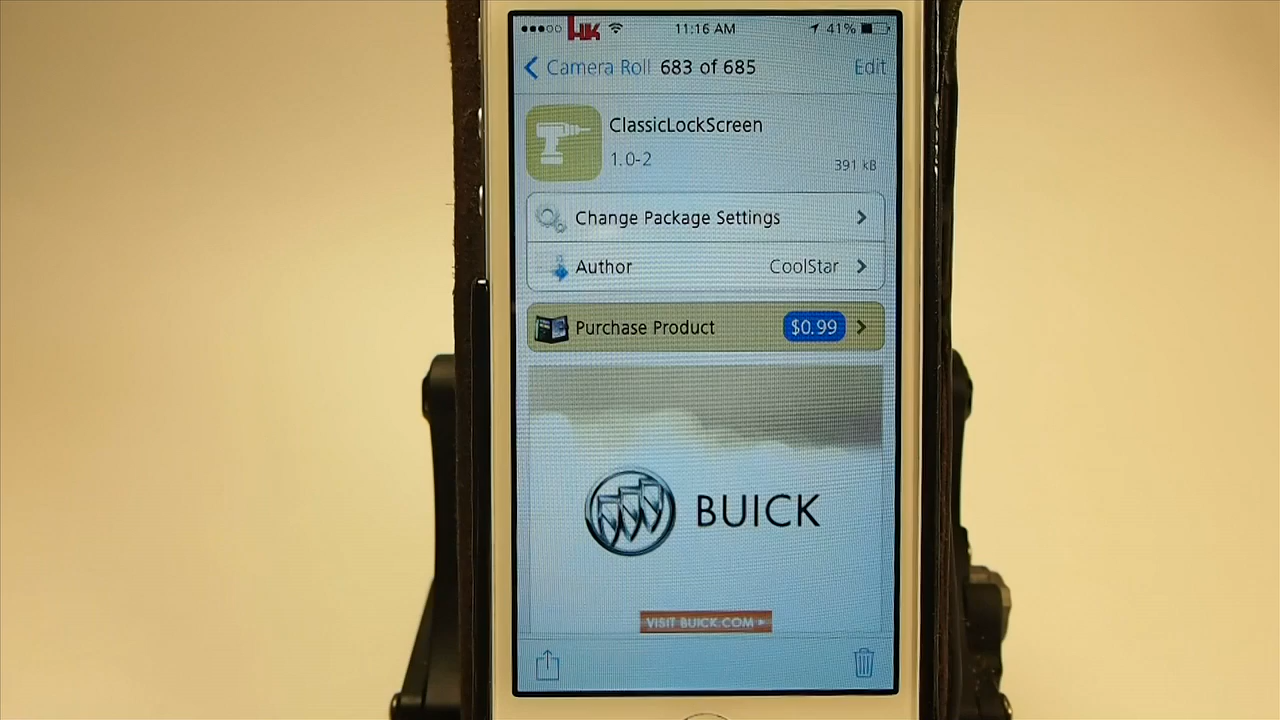 HK 11:16 AM 41%
Camera Roll 683 of 685 Edit
ClassicLockScreen
1.0-2 391 kB
Change Package Settings
Author CoolStar
Purchase Product $0.99
BUICK
VISIT BUICK.COM